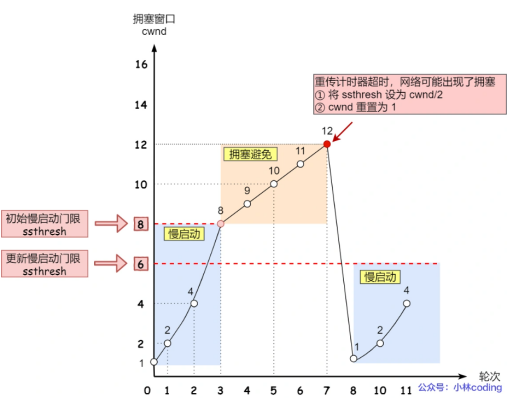 拥塞窗口
cwnd
16
14
12
10
8
6
4
2
1
0
重传计时器超时，网络可能出现了拥塞
① 将 ssthresh 设为 cwnd/2
② cwnd 重置为 1
12
拥塞避免
11
10
9
8
初始慢启动门限
ssthresh
慢启动
更新慢启动门限
ssthresh
慢启动
4
2
4
2
1
1 2 3 4 5 6 7 8 10 11
轮次
公众号：小林coding